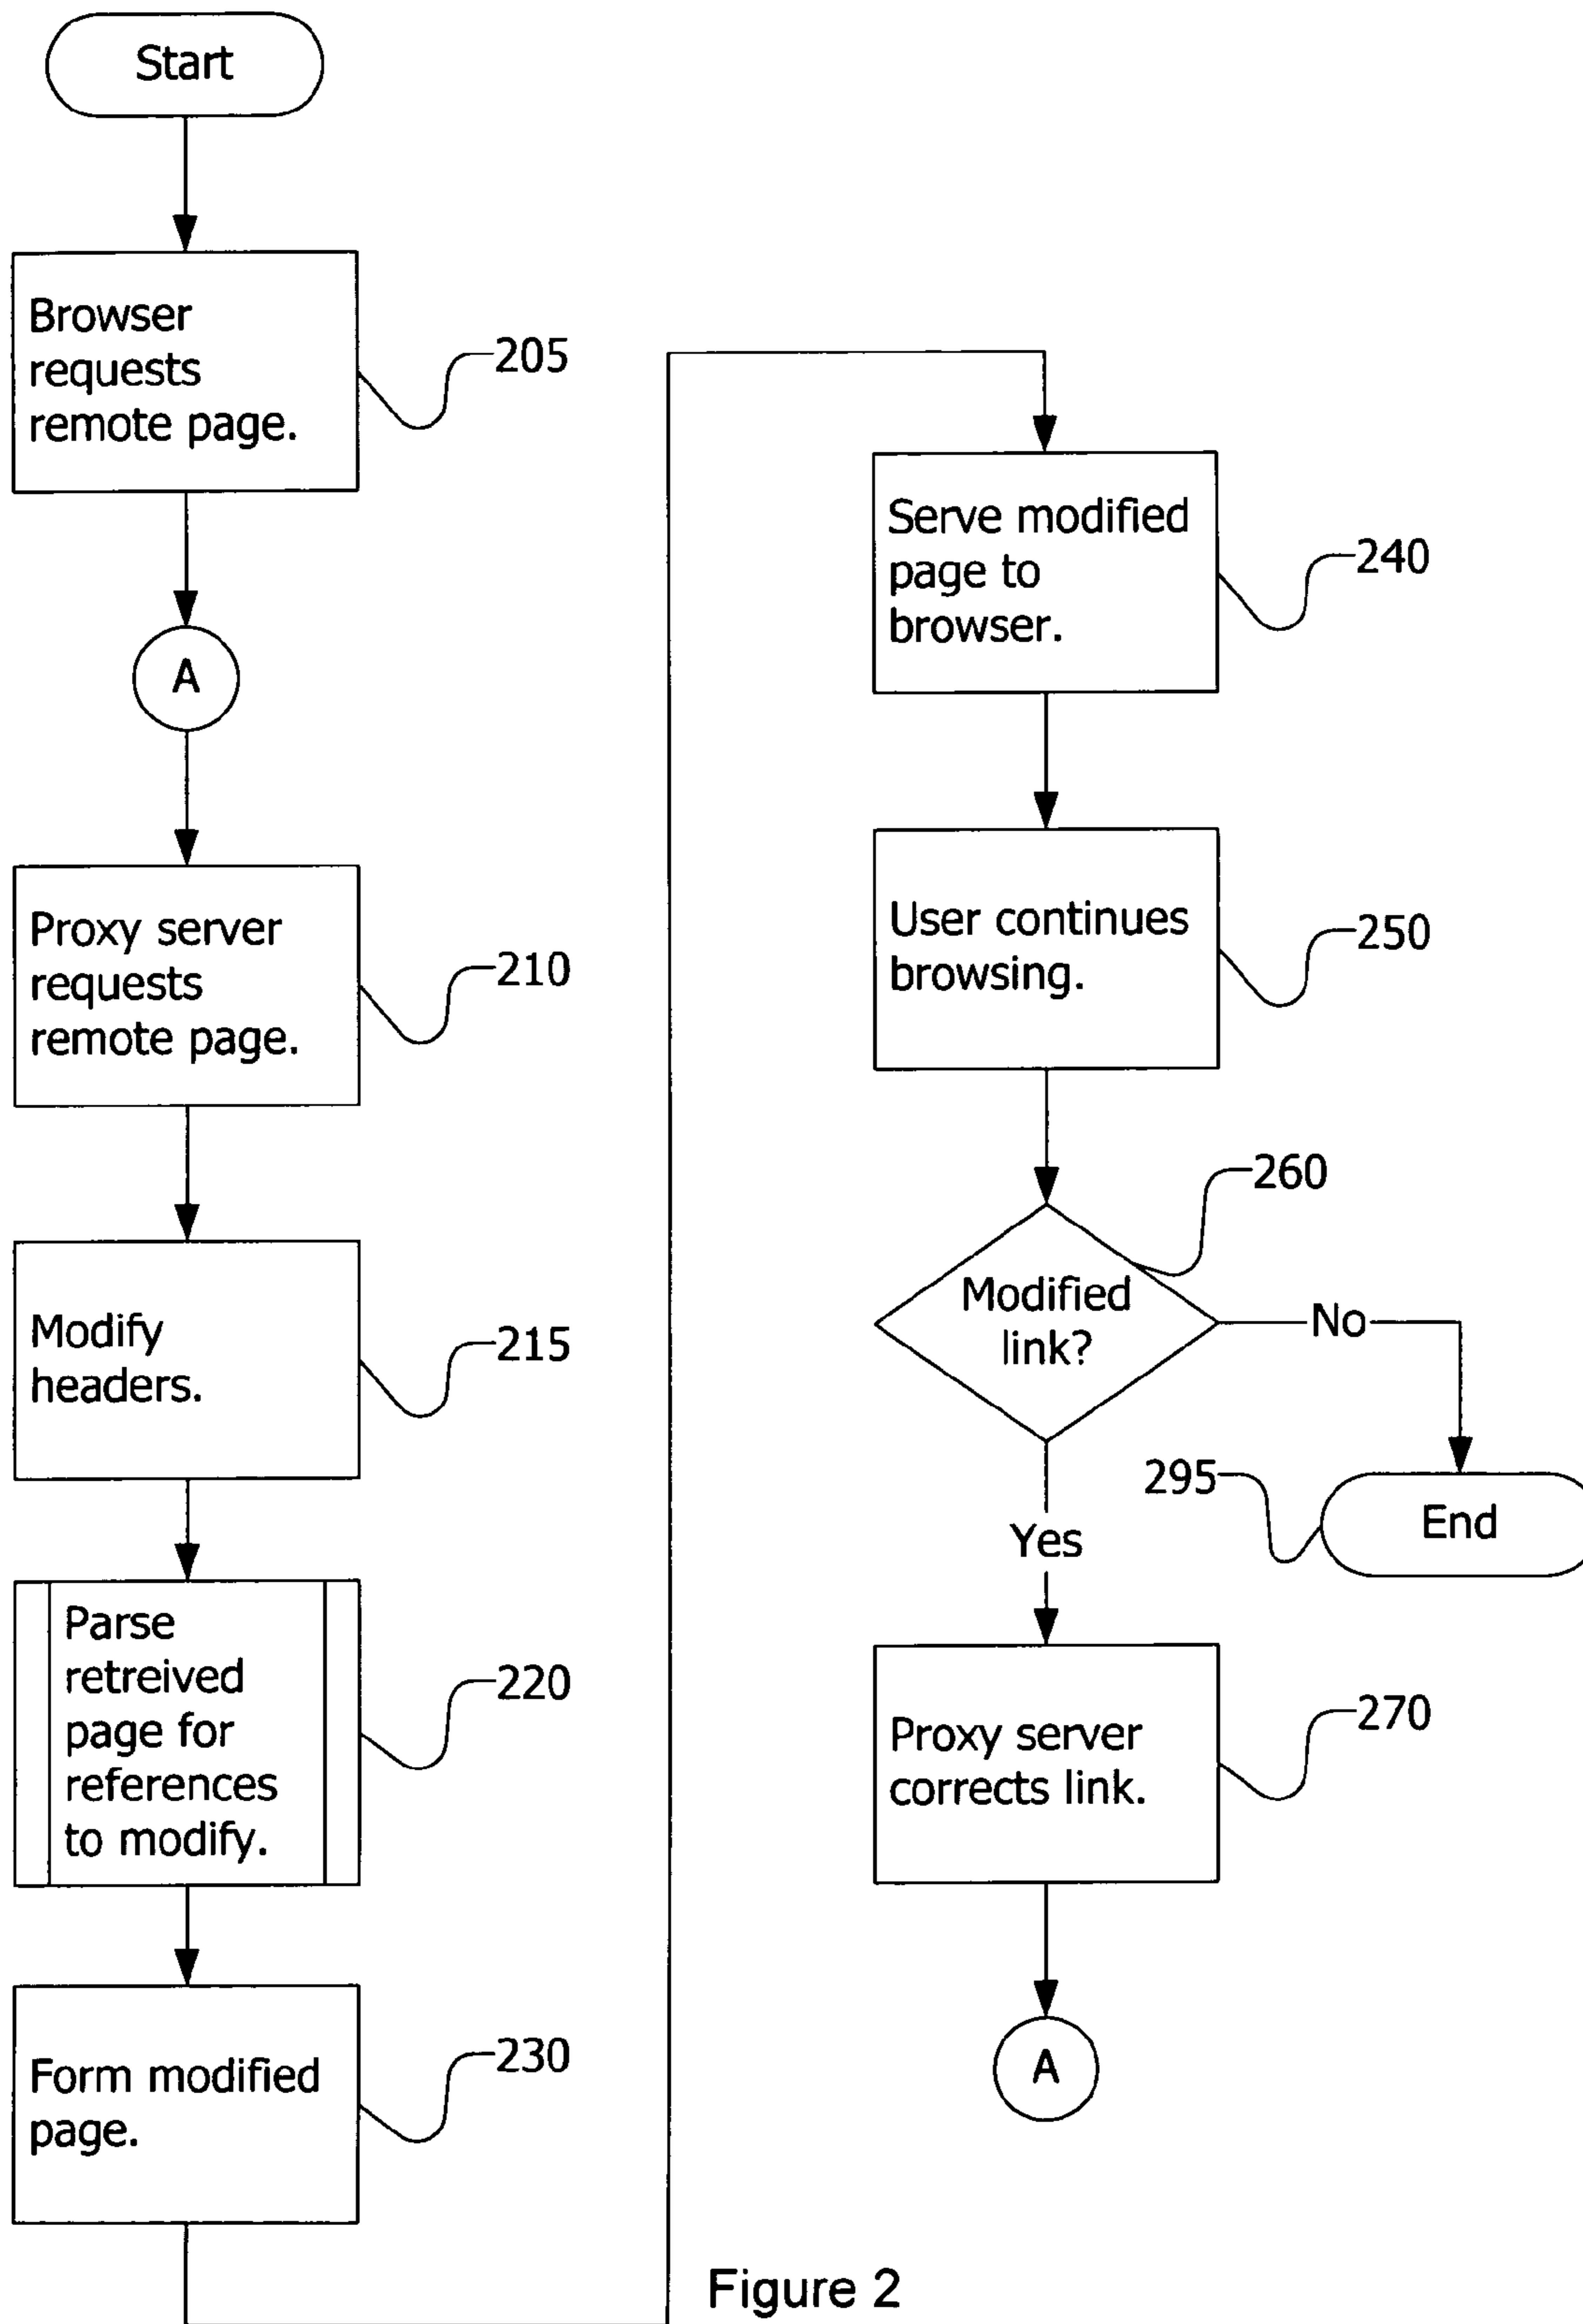 Start
Browser
requests
remote page.
205
A
Proxy server
requests
remote page.
210
Modify
headers.
215
Parse
retreived
page for
references
to modify.
220
Form modified
page.
230
Serve modified
page to
browser.
240
User continues
browsing.
250
260
Modified
link?
No
295
End
Yes
Proxy server
corrects link.
270
A
Figure 2